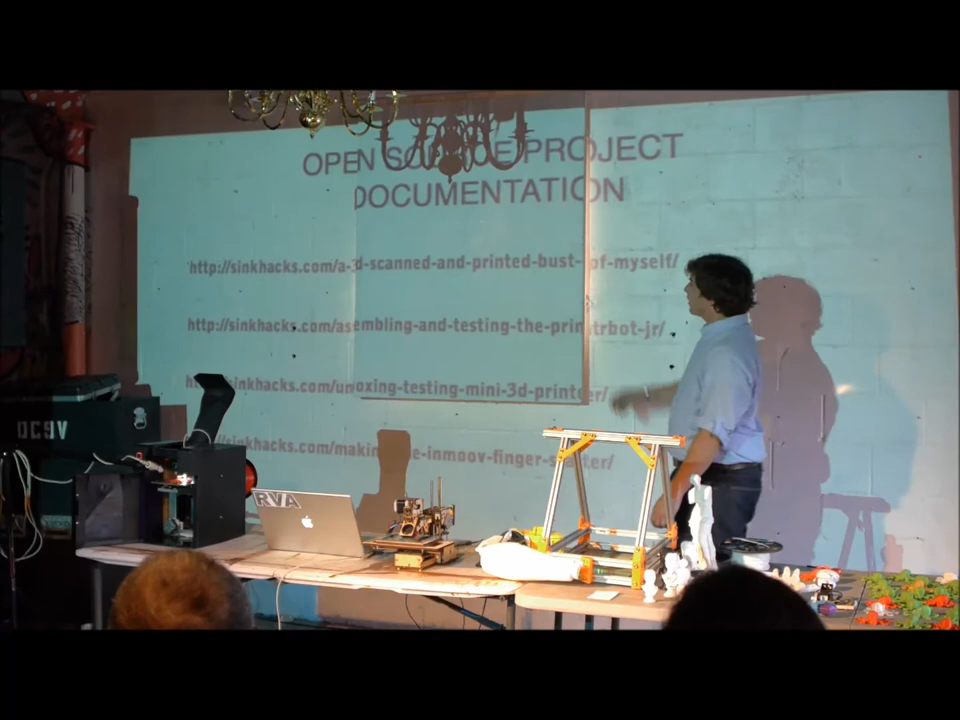 OPEN SOURCE PROJECT
DOCUMENTATION
http://sinkhacks.com/a-3d-scanned-and-printed-bust-of-myself/
http://sinkhacks.com/asembling-and-testing-the-printrbot-jr/
http://sinkhacks.com/unboxing-testing-mini-3d-printer/
sinkhacks.com/making-the-inmoov-finger-starter/
RVA